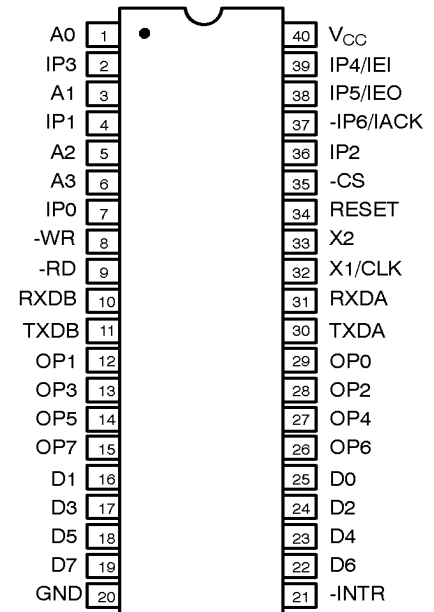 A0 1 40 VCC
IP3 2 39 IP4/IEI
A1 3 38 IP5/IEO
IP1 4 37 -IP6/IACK
A2 5 36 IP2
A3 6 35 -CS
IP0 7 34 RESET
-WR 8 33 X2
-RD 9 32 X1/CLK
RXDB 10 31 RXDA
TXDB 11 30 TXDA
OP1 12 29 OP0
OP3 13 28 OP2
OP5 14 27 OP4
OP7 15 26 OP6
D1 16 25 D0
D3 17 24 D2
D5 18 23 D4
D7 19 22 D6
GND 20 21 -INTR